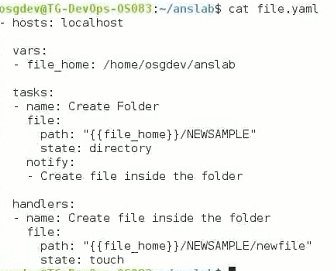 osgdev@TG-DevOps-OS083:~/anslab$ cat file.yaml
- hosts: localhost
  vars:
  - file_home: /home/osgdev/anslab
  tasks:
  - name: Create Folder
    file:
      path: "{{file_home}}/NEWSAMPLE"
      state: directory
    notify:
    - Create file inside the folder
  handlers:
  - name: Create file inside the folder
    file:
      path: "{{file_home}}/NEWSAMPLE/newfile"
      state: touch